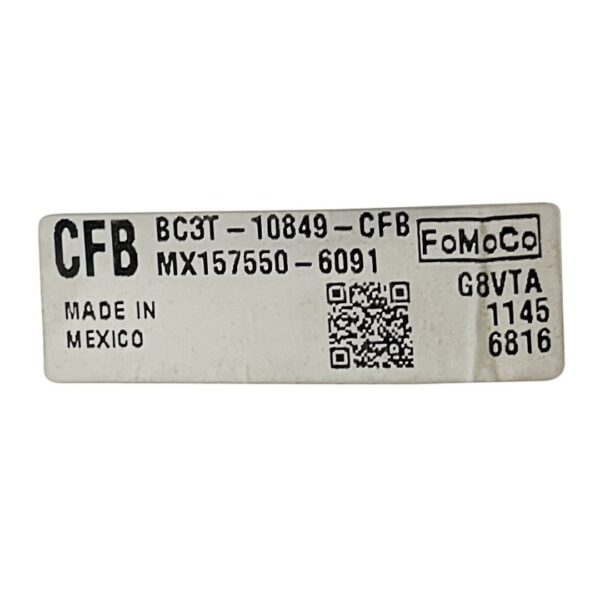 CFB
BC3T-10849-CFB
MX157550-6091
FoMoCo
G8VTA
1145
6816
MADE IN
MEXICO